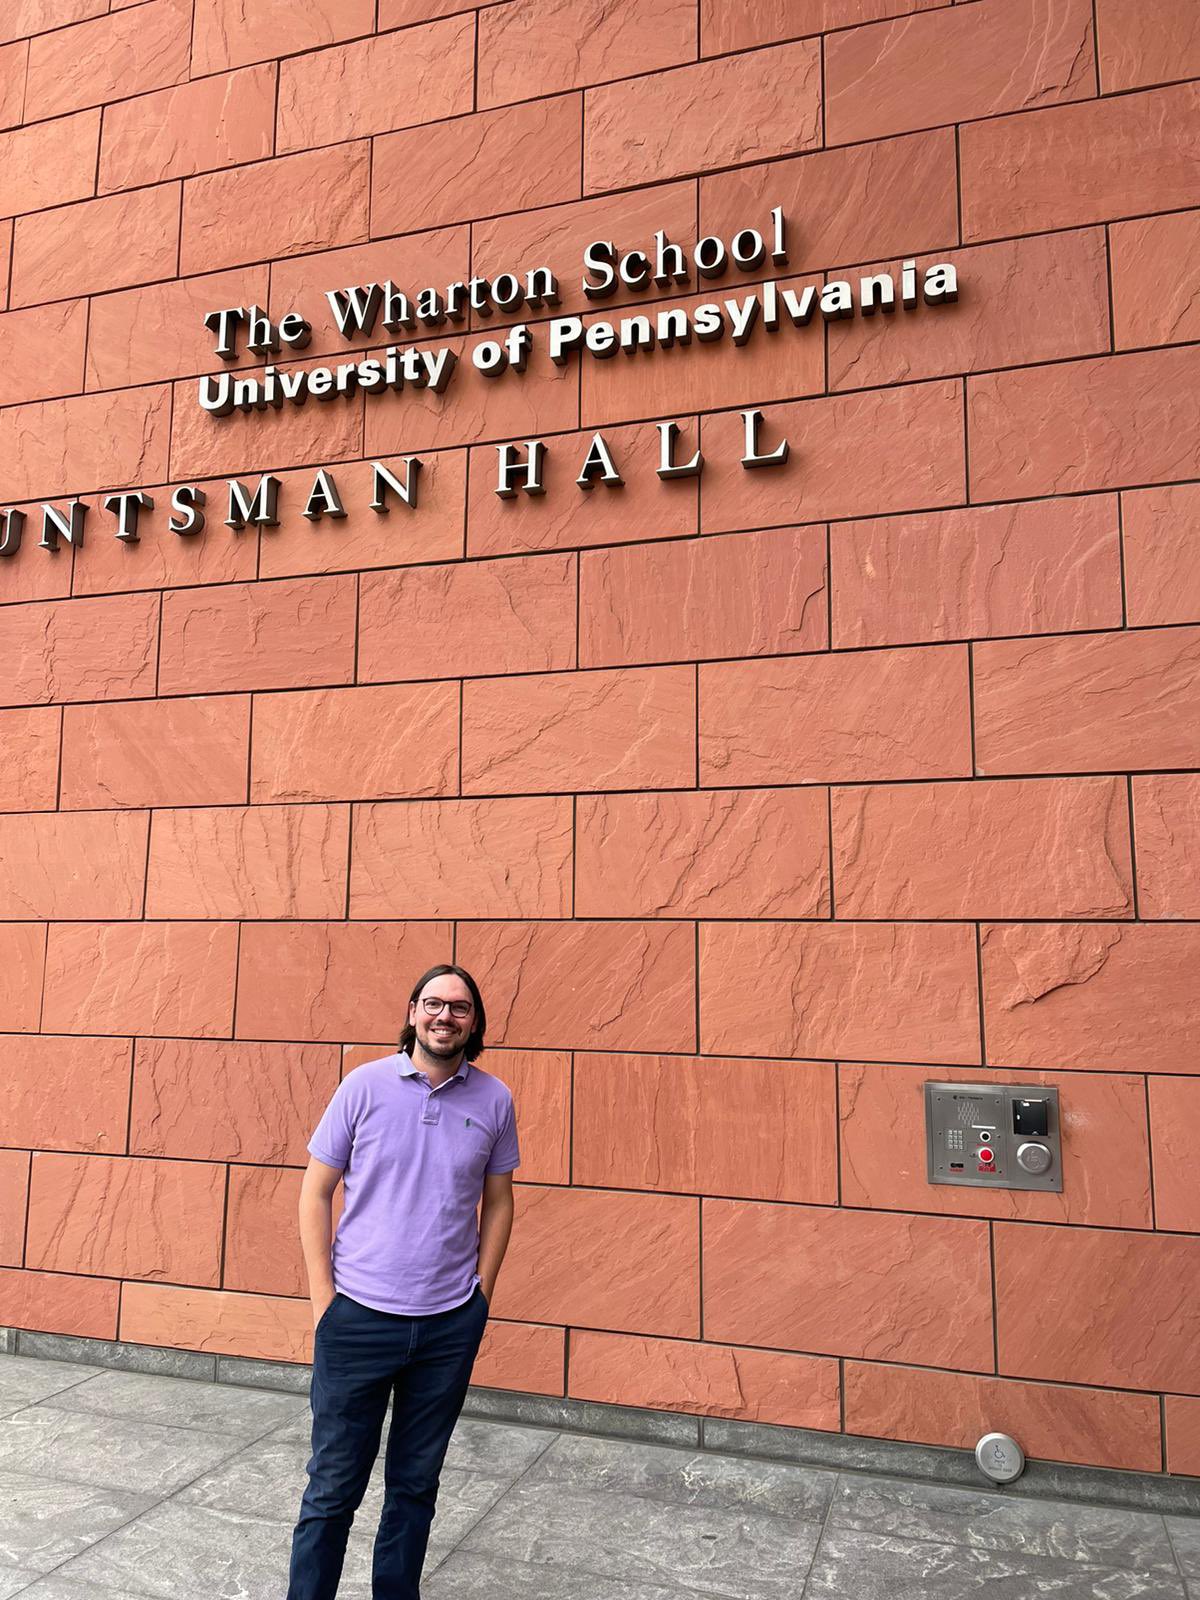 The Wharton School
University of Pennsylvania
UNTSMAN HALL